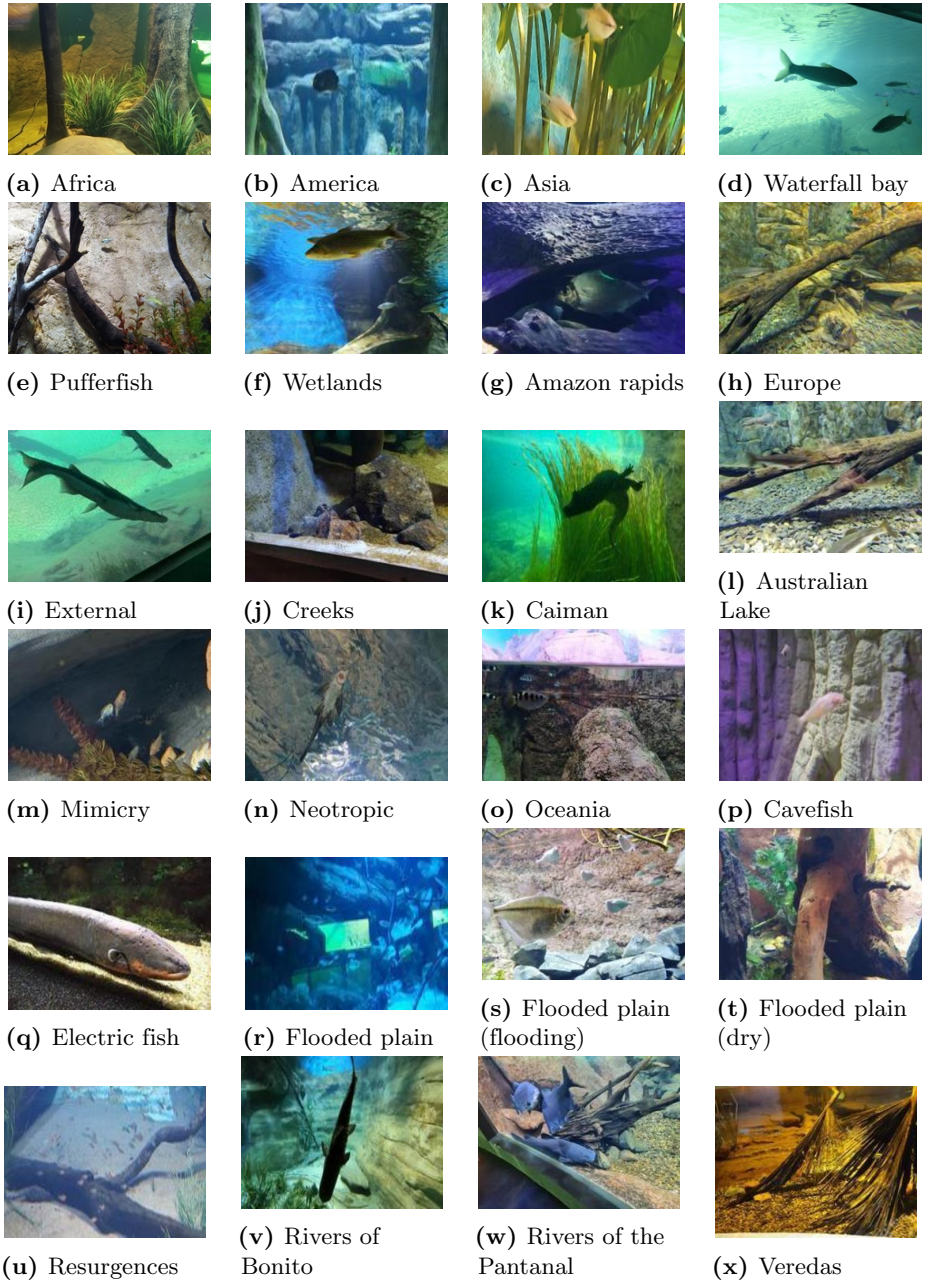 (a) Africa
(b) America
(c) Asia
(d) Waterfall bay
(e) Pufferfish
(f) Wetlands
(g) Amazon rapids
(h) Europe
(i) External
(j) Creeks
(k) Caiman
(l) Australian
Lake
(m) Mimicry
(n) Neotropic
(o) Oceania
(p) Cavefish
(q) Electric fish
(r) Flooded plain
(s) Flooded plain
(flooding)
(t) Flooded plain
(dry)
(u) Resurgences
(v) Rivers of
Bonito
(w) Rivers of the
Pantanal
(x) Veredas